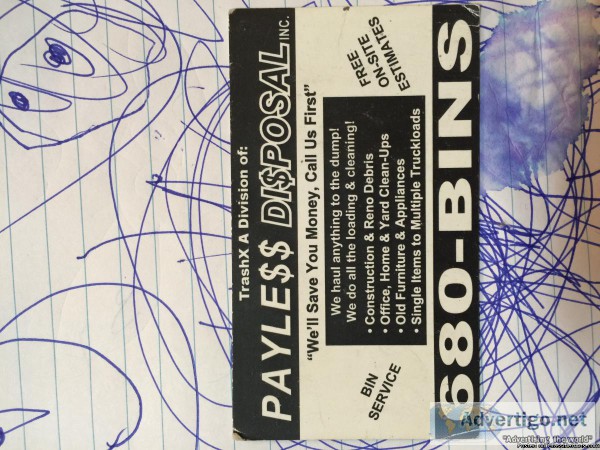 TrashX A Division of:
PAYLE$$ DI$POSAL INC.
"We'll Save You Money, Call Us First"
BIN
SERVICE
We haul anything to the dump!
We do all the loading & cleaning!
• Construction & Reno Debris
• Office, Home & Yard Clean-Ups
• Old Furniture & Appliances
• Single Items to Multiple Truckloads
FREE
ON-SITE
ESTIMATES
680-BINS
Advertigo.net
"Advertising the world"